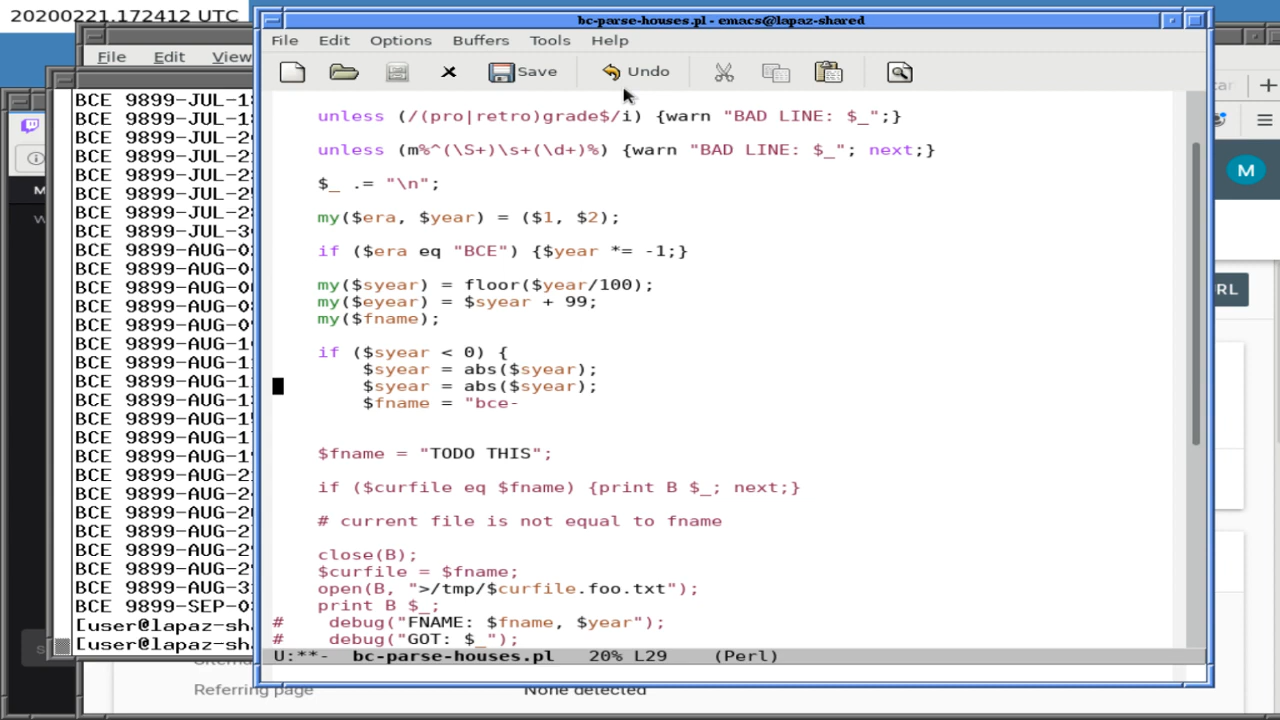 20200221.172412 UTC
bc-parse-houses.pl - emacs@lapaz-shared
File Edit Options Buffers Tools Help
Save Undo
File Edit View
unless (/(pro|retro)grade$/i) {warn "BAD LINE: $_";}
unless (m%^(\S+)\s+(\d+)%) {warn "BAD LINE: $_"; next;}
$_ .= "\n";
my($era, $year) = ($1, $2);
if ($era eq "BCE") {$year *= -1;}
my($syear) = floor($year/100);
my($eyear) = $syear + 99;
my($fname);
if ($syear < 0) {
$syear = abs($syear);
$syear = abs($syear);
$fname = "bce-
$fname = "TODO THIS";
if ($curfile eq $fname) {print B $_; next;}
# current file is not equal to fname
close(B);
$curfile = $fname;
open(B, ">/tmp/$curfile.foo.txt");
print B $_;
# debug("FNAME: $fname, $year");
# debug("GOT: $_");
U:**- bc-parse-houses.pl 20% L29 (Perl)
BCE 9899-JUL-1
BCE 9899-JUL-1
BCE 9899-JUL-2
BCE 9899-JUL-2
BCE 9899-JUL-2
BCE 9899-JUL-2
BCE 9899-JUL-2
BCE 9899-JUL-3
BCE 9899-AUG-0
BCE 9899-AUG-0
BCE 9899-AUG-0
BCE 9899-AUG-0
BCE 9899-AUG-0
BCE 9899-AUG-1
BCE 9899-AUG-1
BCE 9899-AUG-1
BCE 9899-AUG-1
BCE 9899-AUG-1
BCE 9899-AUG-1
BCE 9899-AUG-1
BCE 9899-AUG-2
BCE 9899-AUG-2
BCE 9899-AUG-2
BCE 9899-AUG-2
BCE 9899-AUG-2
BCE 9899-AUG-2
BCE 9899-AUG-3
BCE 9899-SEP-0
[user@lapaz-sh
[user@lapaz-sh
M
RL
Referring page None detected